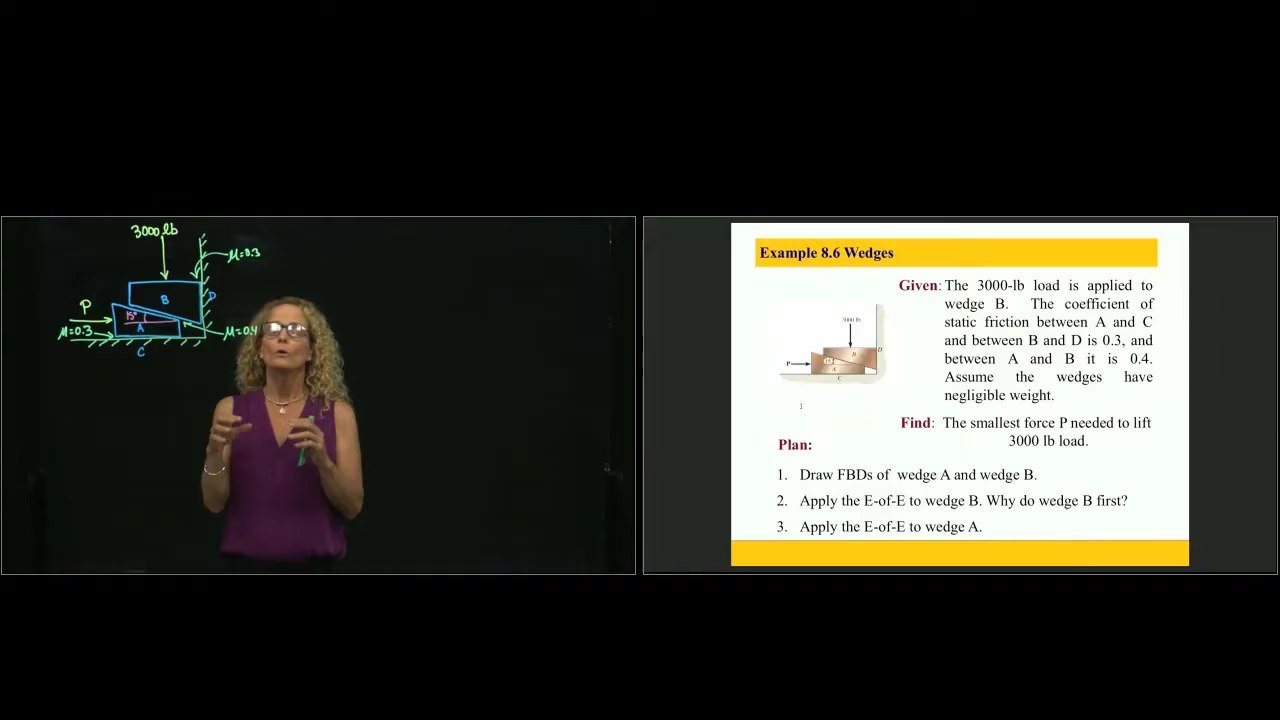 3000 lb
μ=0.3
B
D
P
15°
A
μ=0.3
μ=0.4
C
Example 8.6 Wedges
Given: The 3000-lb load is applied to
wedge B. The coefficient of
static friction between A and C
and between B and D is 0.3, and
between A and B it is 0.4.
Assume the wedges have
negligible weight.
3000 lb
B
D
P
A
C
Find: The smallest force P needed to lift
3000 lb load.
Plan:
1. Draw FBDs of wedge A and wedge B.
2. Apply the E-of-E to wedge B. Why do wedge B first?
3. Apply the E-of-E to wedge A.